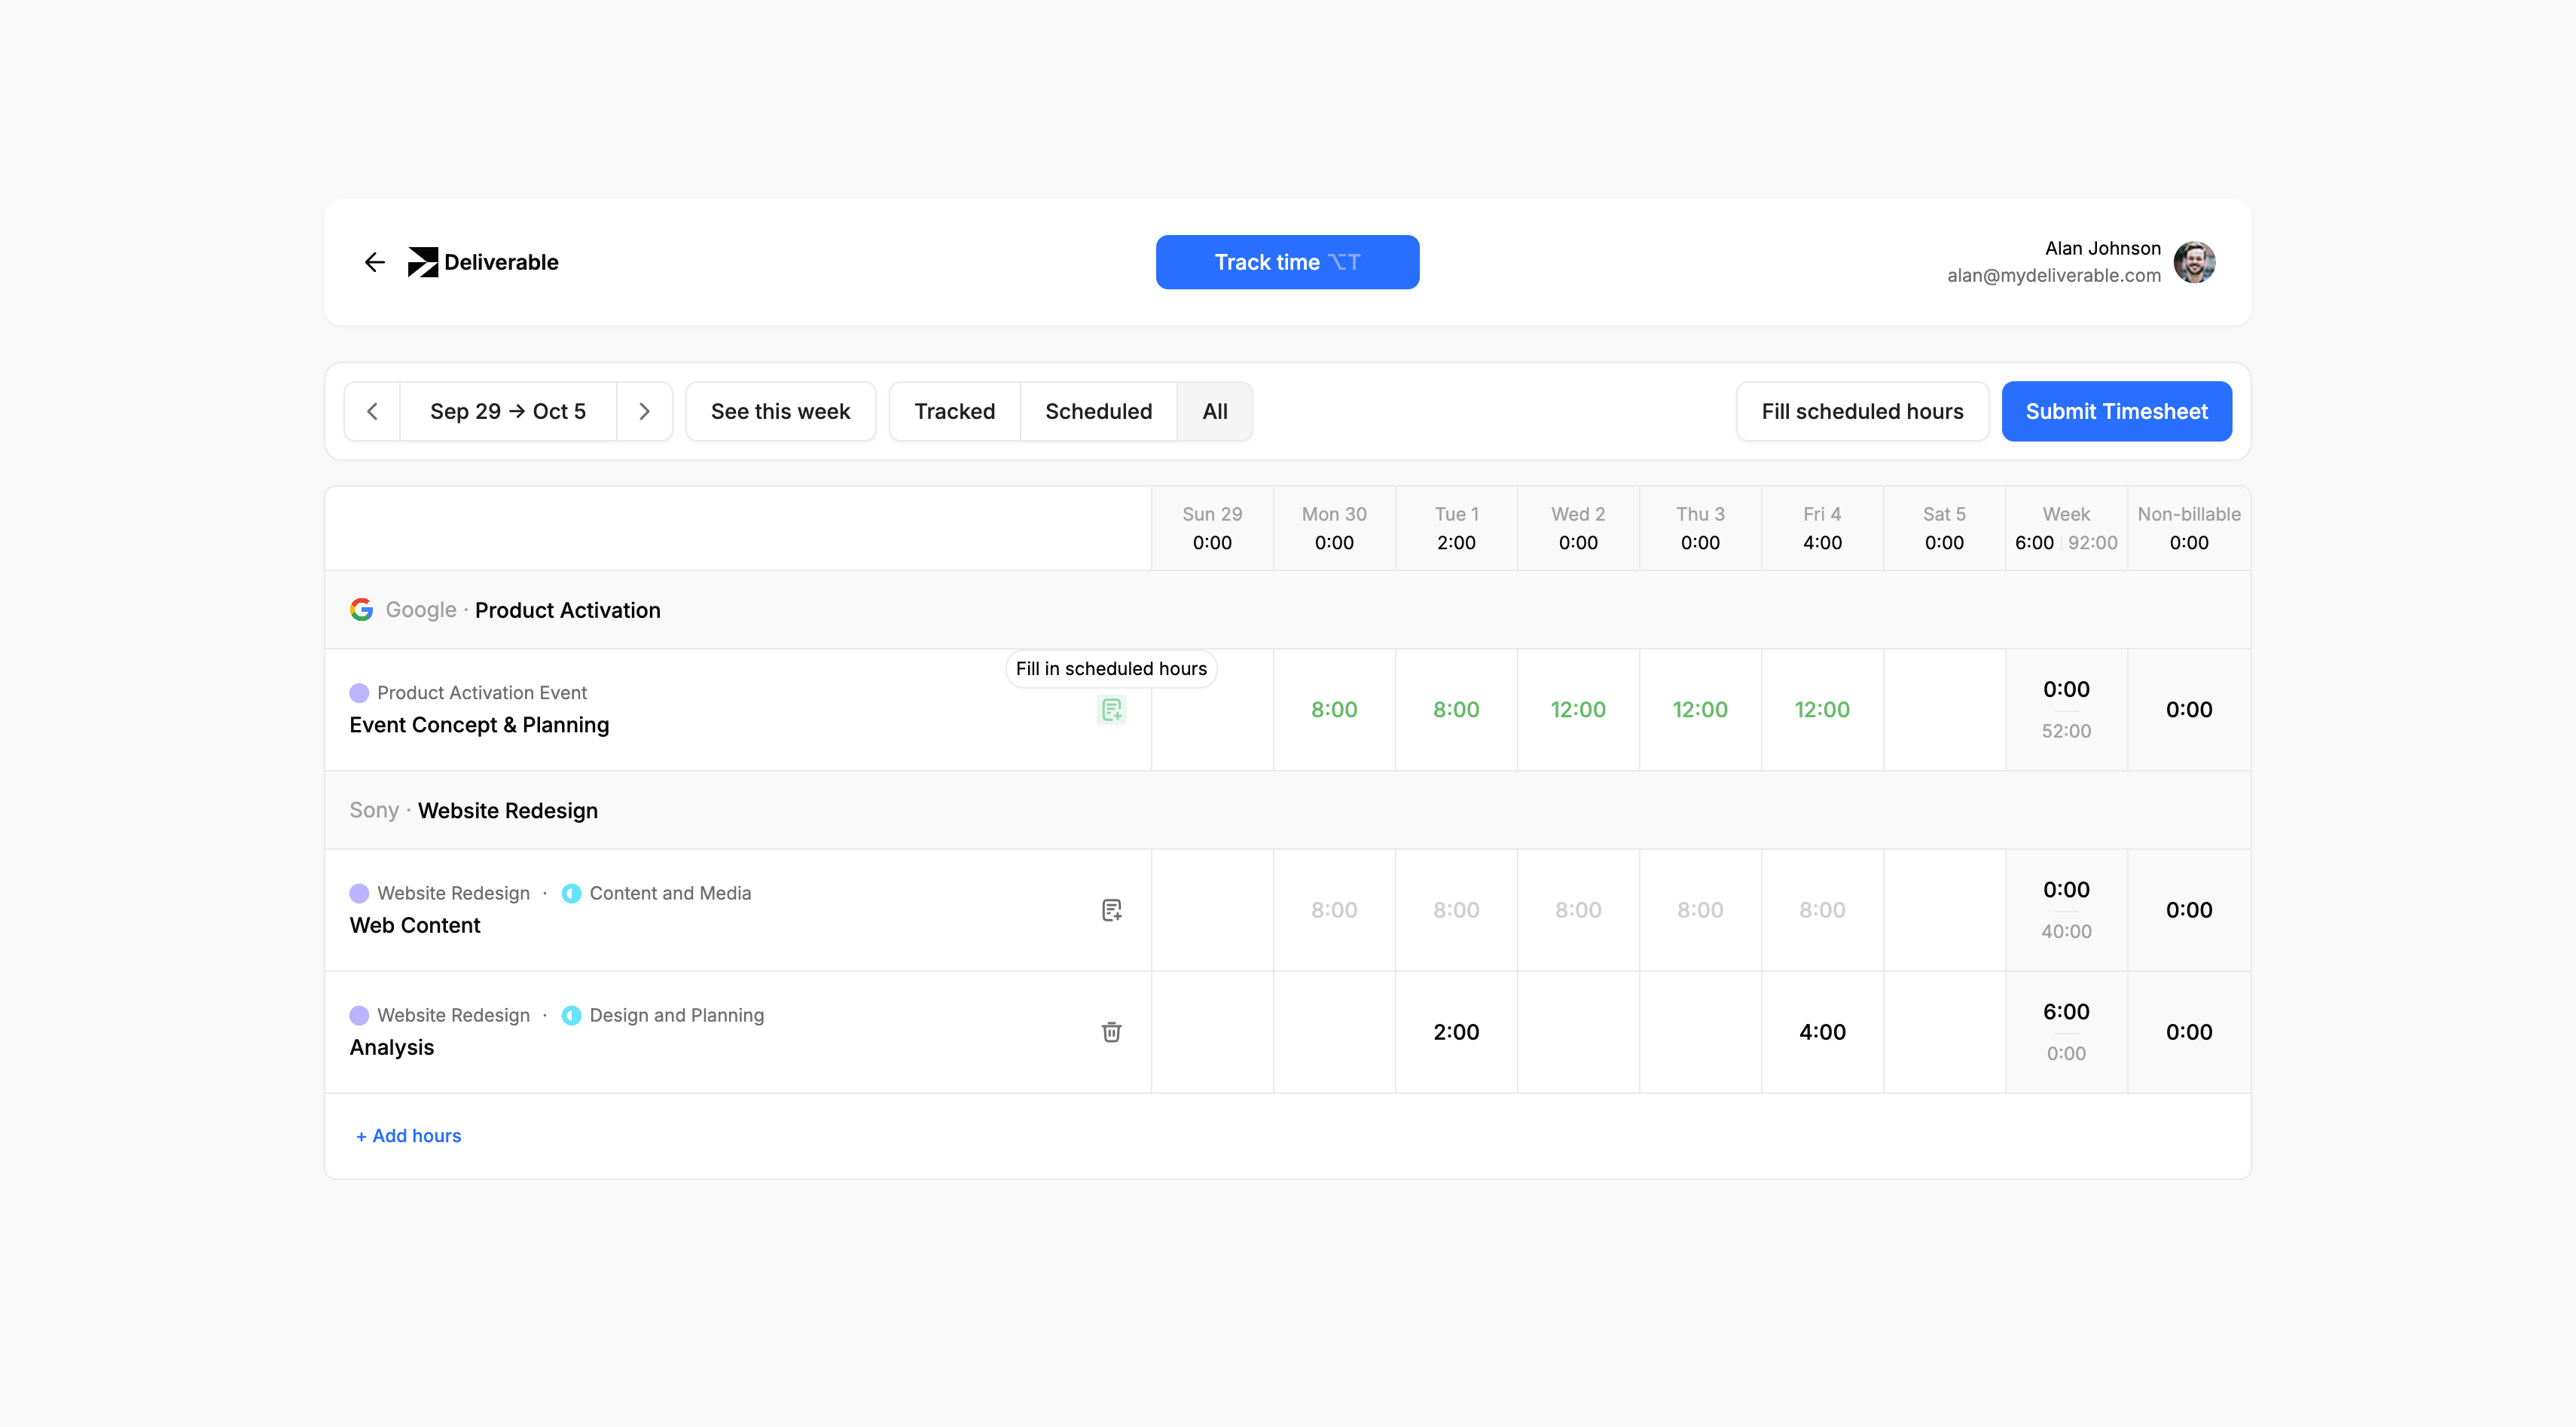 Deliverable
Track time ⌥T
Alan Johnson
alan@mydeliverable.com
Sep 29 → Oct 5
See this week
Tracked
Scheduled
All
Fill scheduled hours
Submit Timesheet
Sun 29 Mon 30 Tue 1 Wed 2 Thu 3 Fri 4 Sat 5 Week Non-billable
0:00 0:00 2:00 0:00 0:00 4:00 0:00 6:00 92:00 0:00
Google · Product Activation
Fill in scheduled hours
Product Activation Event
Event Concept & Planning
8:00 8:00 12:00 12:00 12:00 0:00 52:00 0:00
Sony · Website Redesign
Website Redesign · Content and Media
Web Content
8:00 8:00 8:00 8:00 8:00 0:00 40:00 0:00
Website Redesign · Design and Planning
Analysis
2:00 4:00 6:00 0:00 0:00
+ Add hours